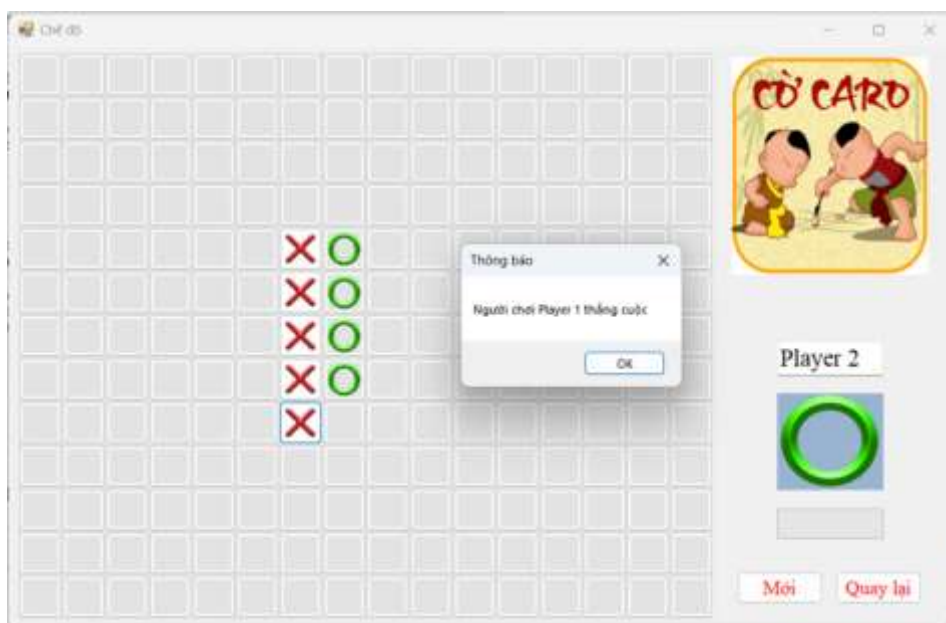 Chế độ
CỜ CARO
Thông báo
Người chơi Player 1 thắng cuộc
OK
Player 2
Mới
Quay lại